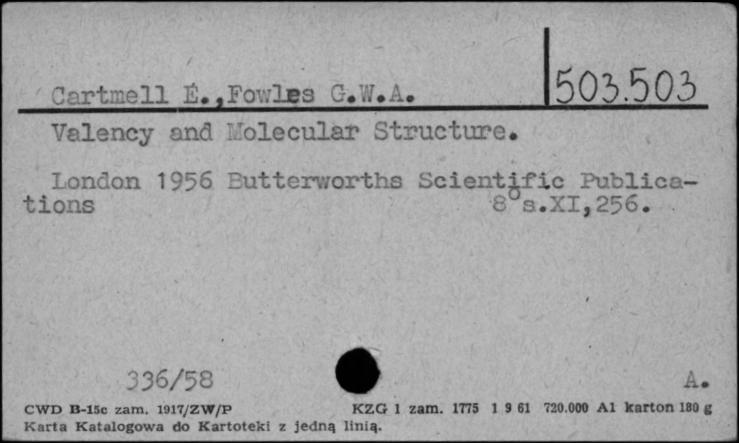 Cartmell E.,Fowles G.W.A. 503.503
Valency and Molecular Structure.
London 1956 Butterworths Scientific Publica-
tions 8°s.XI,256.
336/58 A.
CWD B-15c zam. 1917/ZW/P KZG 1 zam. 1775 1 9 61 720.000 A1 karton 180 g
Karta Katalogowa do Kartoteki z jedną linią.